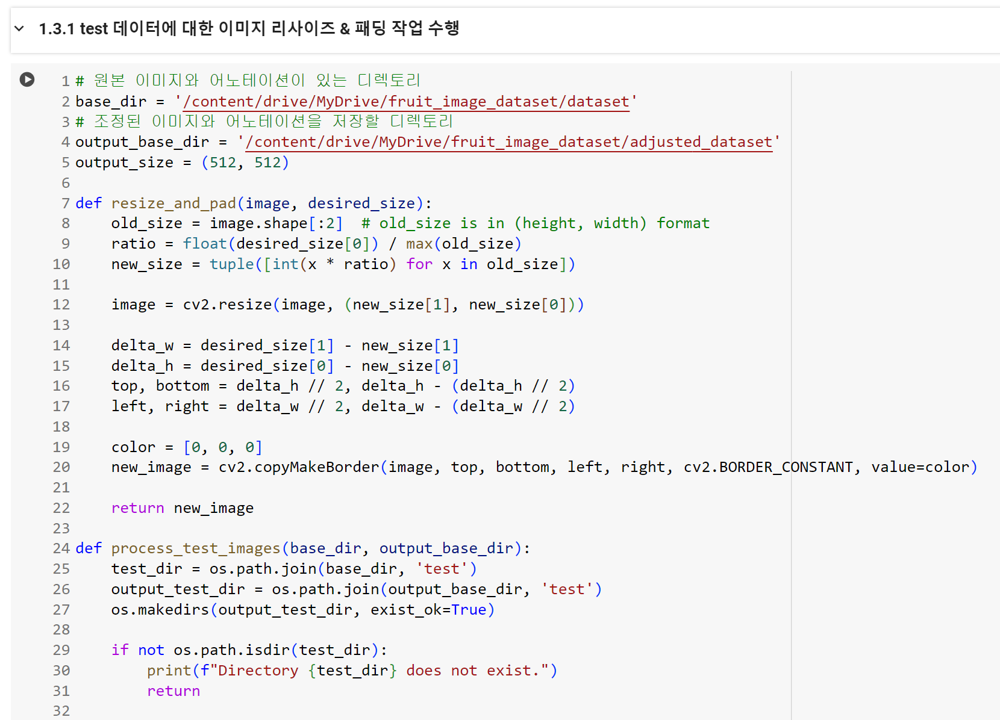 1.3.1 test 데이터에 대한 이미지 리사이즈 & 패딩 작업 수행
1 # 원본 이미지와 어노테이션이 있는 디렉토리
2 base_dir = '/content/drive/MyDrive/fruit_image_dataset/dataset'
3 # 조정된 이미지와 어노테이션을 저장할 디렉토리
4 output_base_dir = '/content/drive/MyDrive/fruit_image_dataset/adjusted_dataset'
5 output_size = (512, 512)
6
7 def resize_and_pad(image, desired_size):
8     old_size = image.shape[:2]  # old_size is in (height, width) format
9     ratio = float(desired_size[0]) / max(old_size)
10     new_size = tuple([int(x * ratio) for x in old_size])
11
12     image = cv2.resize(image, (new_size[1], new_size[0]))
13
14     delta_w = desired_size[1] - new_size[1]
15     delta_h = desired_size[0] - new_size[0]
16     top, bottom = delta_h // 2, delta_h - (delta_h // 2)
17     left, right = delta_w // 2, delta_w - (delta_w // 2)
18
19     color = [0, 0, 0]
20     new_image = cv2.copyMakeBorder(image, top, bottom, left, right, cv2.BORDER_CONSTANT, value=color)
21
22     return new_image
23
24 def process_test_images(base_dir, output_base_dir):
25     test_dir = os.path.join(base_dir, 'test')
26     output_test_dir = os.path.join(output_base_dir, 'test')
27     os.makedirs(output_test_dir, exist_ok=True)
28
29     if not os.path.isdir(test_dir):
30         print(f"Directory {test_dir} does not exist.")
31         return
32